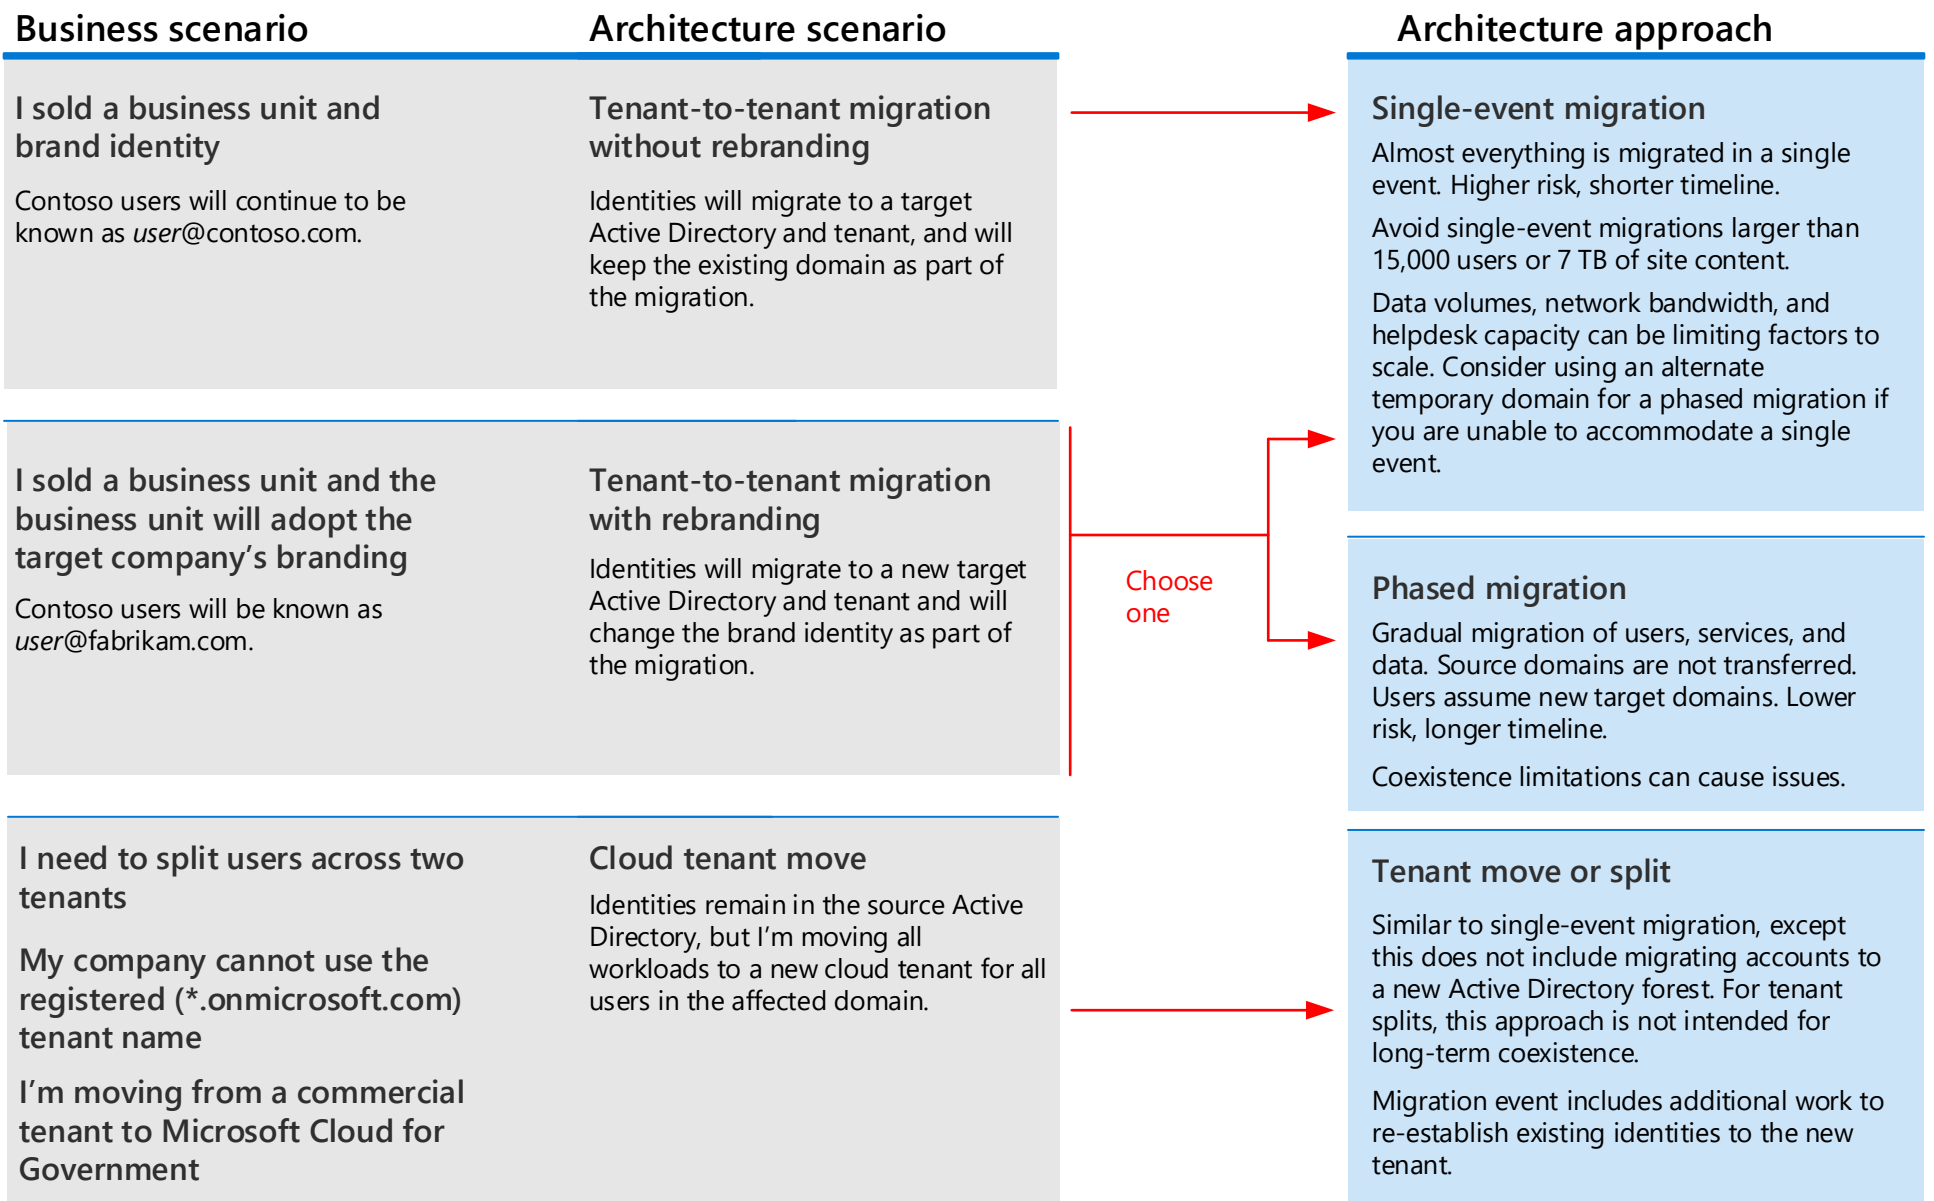 Business scenario
Architecture scenario
Architecture approach
I sold a business unit and
brand identity
Contoso users will continue to be
known as user@contoso.com.
Tenant-to-tenant migration
without rebranding
Identities will migrate to a target
Active Directory and tenant, and will
keep the existing domain as part of
the migration.
Single-event migration
Almost everything is migrated in a single
event. Higher risk, shorter timeline.
Avoid single-event migrations larger than
15,000 users or 7 TB of site content.
Data volumes, network bandwidth, and
helpdesk capacity can be limiting factors to
scale. Consider using an alternate
temporary domain for a phased migration if
you are unable to accommodate a single
event.
I sold a business unit and the
business unit will adopt the
target company’s branding
Contoso users will be known as
user@fabrikam.com.
Tenant-to-tenant migration
with rebranding
Identities will migrate to a new target
Active Directory and tenant and will
change the brand identity as part of
the migration.
Choose
one
Phased migration
Gradual migration of users, services, and
data. Source domains are not transferred.
Users assume new target domains. Lower
risk, longer timeline.
Coexistence limitations can cause issues.
I need to split users across two
tenants
My company cannot use the
registered (*.onmicrosoft.com)
tenant name
I’m moving from a commercial
tenant to Microsoft Cloud for
Government
Cloud tenant move
Identities remain in the source Active
Directory, but I’m moving all
workloads to a new cloud tenant for all
users in the affected domain.
Tenant move or split
Similar to single-event migration, except
this does not include migrating accounts to
a new Active Directory forest. For tenant
splits, this approach is not intended for
long-term coexistence.
Migration event includes additional work to
re-establish existing identities to the new
tenant.